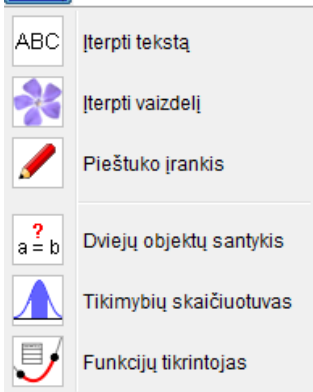 ABC Įterpti tekstą
Įterpti vaizdelį
Pieštuko įrankis
? a = b Dviejų objektų santykis
Tikimybių skaičiuotuvas
Funkcijų tikrintojas